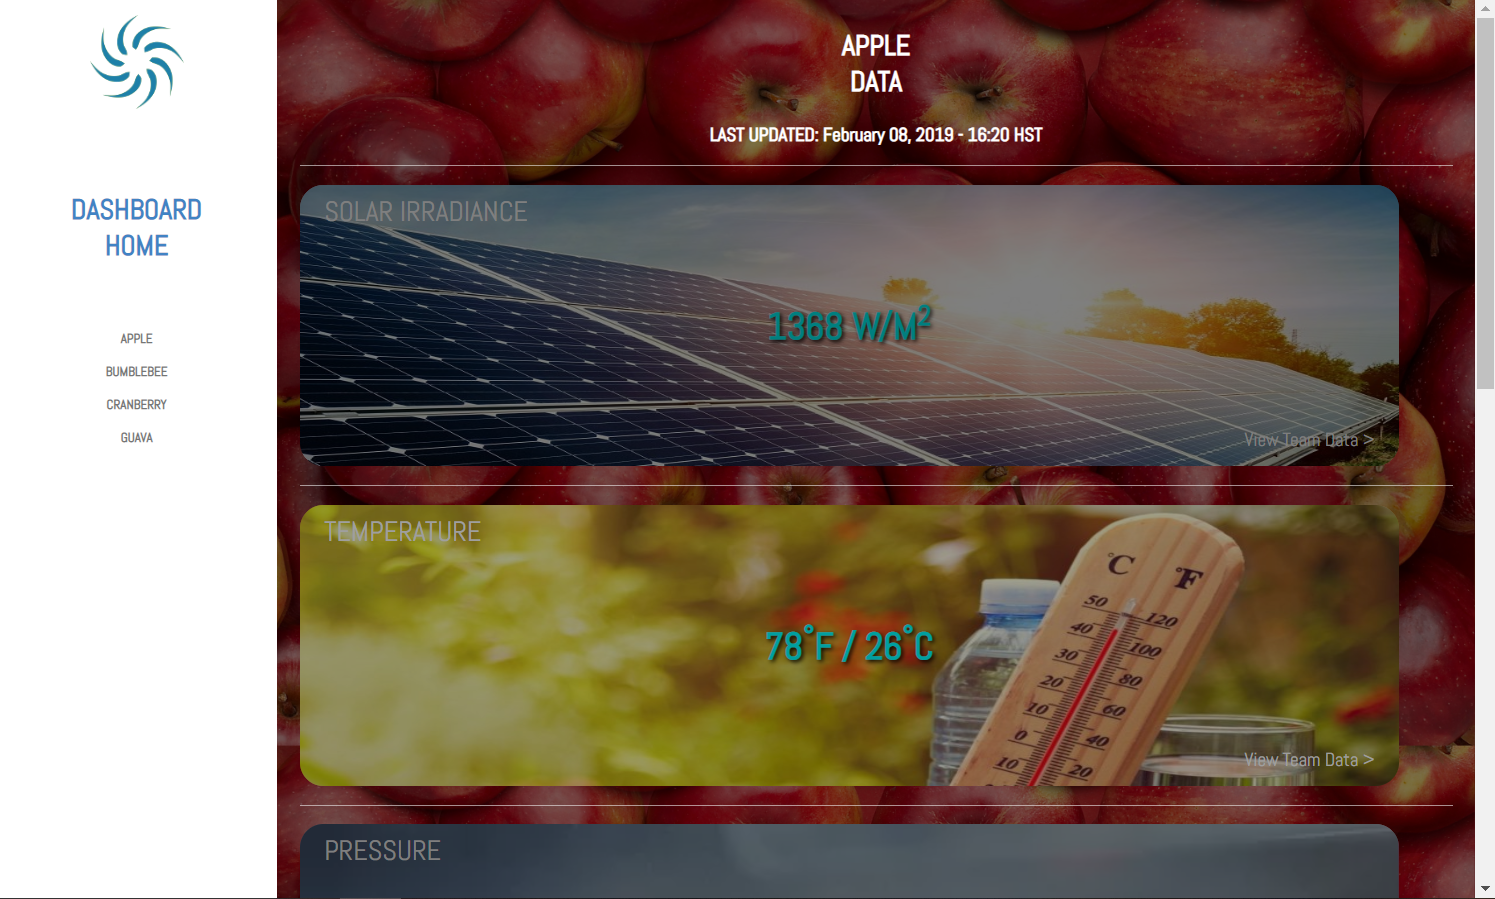 DASHBOARD
HOME
APPLE
BUMBLEBEE
CRANBERRY
GUAVA
APPLE
DATA
LAST UPDATED: February 08, 2019 - 16:20 HST
SOLAR IRRADIANCE
1368 W/M²
View Team Data >
TEMPERATURE
78°F / 26°C
°C °F
50 120
40 100
30 80
20 60
10 40
0 20
10
View Team Data >
PRESSURE